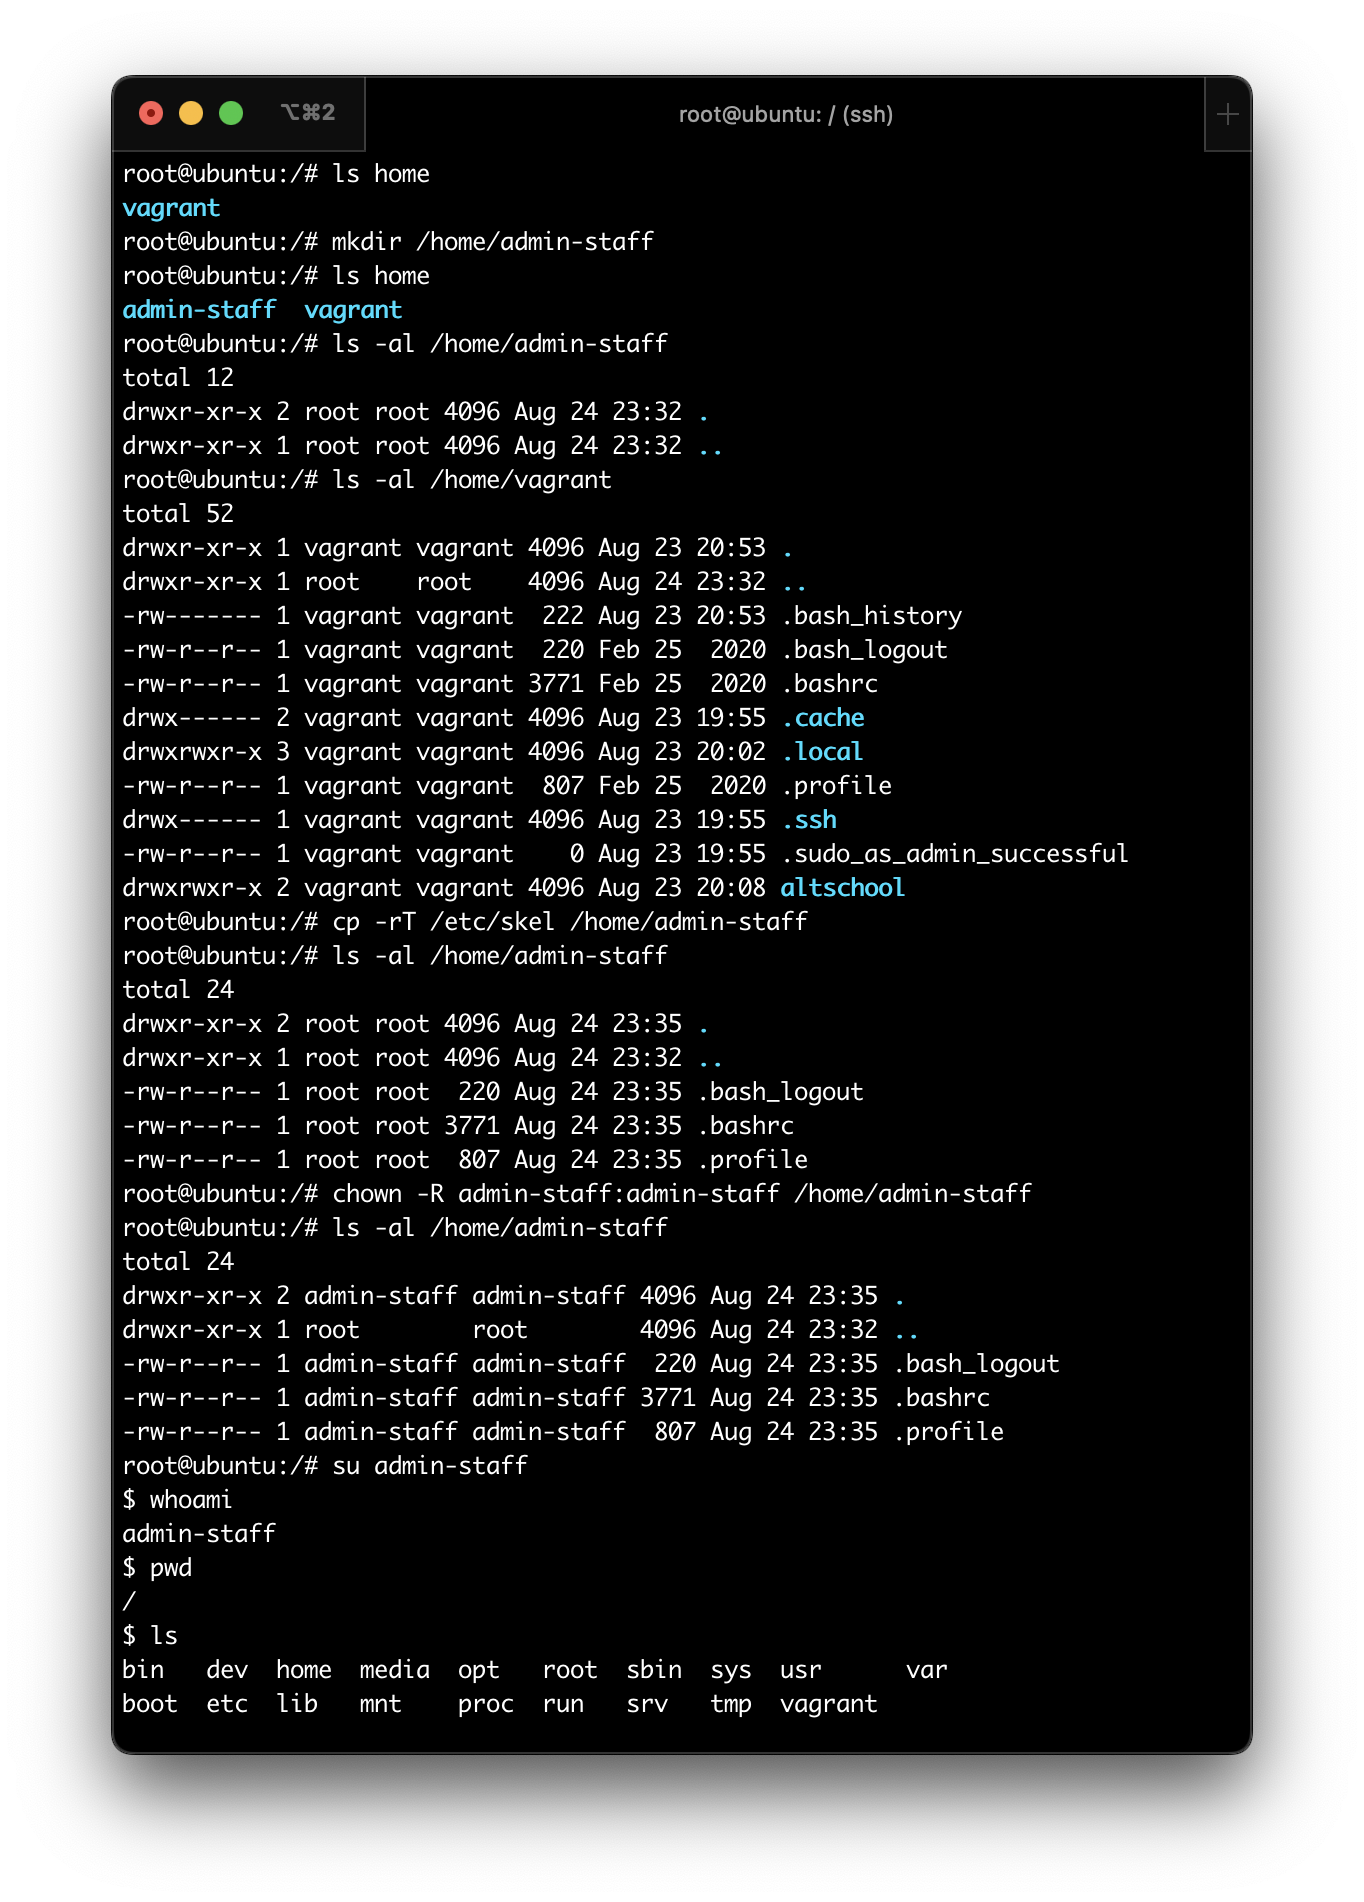 ⌥⌘2
root@ubuntu: / (ssh)
root@ubuntu:/# ls home
vagrant
root@ubuntu:/# mkdir /home/admin-staff
root@ubuntu:/# ls home
admin-staff  vagrant
root@ubuntu:/# ls -al /home/admin-staff
total 12
drwxr-xr-x 2 root root 4096 Aug 24 23:32 .
drwxr-xr-x 1 root root 4096 Aug 24 23:32 ..
root@ubuntu:/# ls -al /home/vagrant
total 52
drwxr-xr-x 1 vagrant vagrant 4096 Aug 23 20:53 .
drwxr-xr-x 1 root    root    4096 Aug 24 23:32 ..
-rw------- 1 vagrant vagrant  222 Aug 23 20:53 .bash_history
-rw-r--r-- 1 vagrant vagrant  220 Feb 25  2020 .bash_logout
-rw-r--r-- 1 vagrant vagrant 3771 Feb 25  2020 .bashrc
drwx------ 2 vagrant vagrant 4096 Aug 23 19:55 .cache
drwxrwxr-x 3 vagrant vagrant 4096 Aug 23 20:02 .local
-rw-r--r-- 1 vagrant vagrant  807 Feb 25  2020 .profile
drwx------ 1 vagrant vagrant 4096 Aug 23 19:55 .ssh
-rw-r--r-- 1 vagrant vagrant    0 Aug 23 19:55 .sudo_as_admin_successful
drwxrwxr-x 2 vagrant vagrant 4096 Aug 23 20:08 altschool
root@ubuntu:/# cp -rT /etc/skel /home/admin-staff
root@ubuntu:/# ls -al /home/admin-staff
total 24
drwxr-xr-x 2 root root 4096 Aug 24 23:35 .
drwxr-xr-x 1 root root 4096 Aug 24 23:32 ..
-rw-r--r-- 1 root root  220 Aug 24 23:35 .bash_logout
-rw-r--r-- 1 root root 3771 Aug 24 23:35 .bashrc
-rw-r--r-- 1 root root  807 Aug 24 23:35 .profile
root@ubuntu:/# chown -R admin-staff:admin-staff /home/admin-staff
root@ubuntu:/# ls -al /home/admin-staff
total 24
drwxr-xr-x 2 admin-staff admin-staff 4096 Aug 24 23:35 .
drwxr-xr-x 1 root        root        4096 Aug 24 23:32 ..
-rw-r--r-- 1 admin-staff admin-staff  220 Aug 24 23:35 .bash_logout
-rw-r--r-- 1 admin-staff admin-staff 3771 Aug 24 23:35 .bashrc
-rw-r--r-- 1 admin-staff admin-staff  807 Aug 24 23:35 .profile
root@ubuntu:/# su admin-staff
$ whoami
admin-staff
$ pwd
/
$ ls
bin   dev  home  media  opt   root  sbin  sys  usr      var
boot  etc  lib   mnt    proc  run   srv   tmp  vagrant